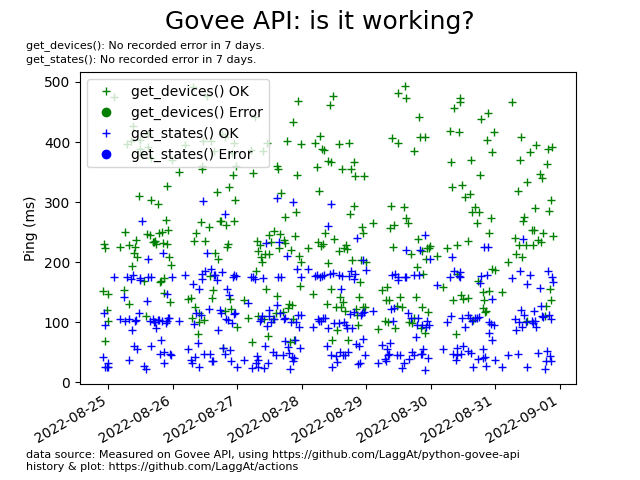 Govee API: is it working?
get_devices(): No recorded error in 7 days.
get_states(): No recorded error in 7 days.
get_devices() OK
get_devices() Error
get_states() OK
get_states() Error
Ping (ms)
500
400
300
200
100
0
2022-08-25
2022-08-26
2022-08-27
2022-08-28
2022-08-29
2022-08-30
2022-08-31
2022-09-01
data source: Measured on Govee API, using https://github.com/LaggAt/python-govee-api
history & plot: https://github.com/LaggAt/actions